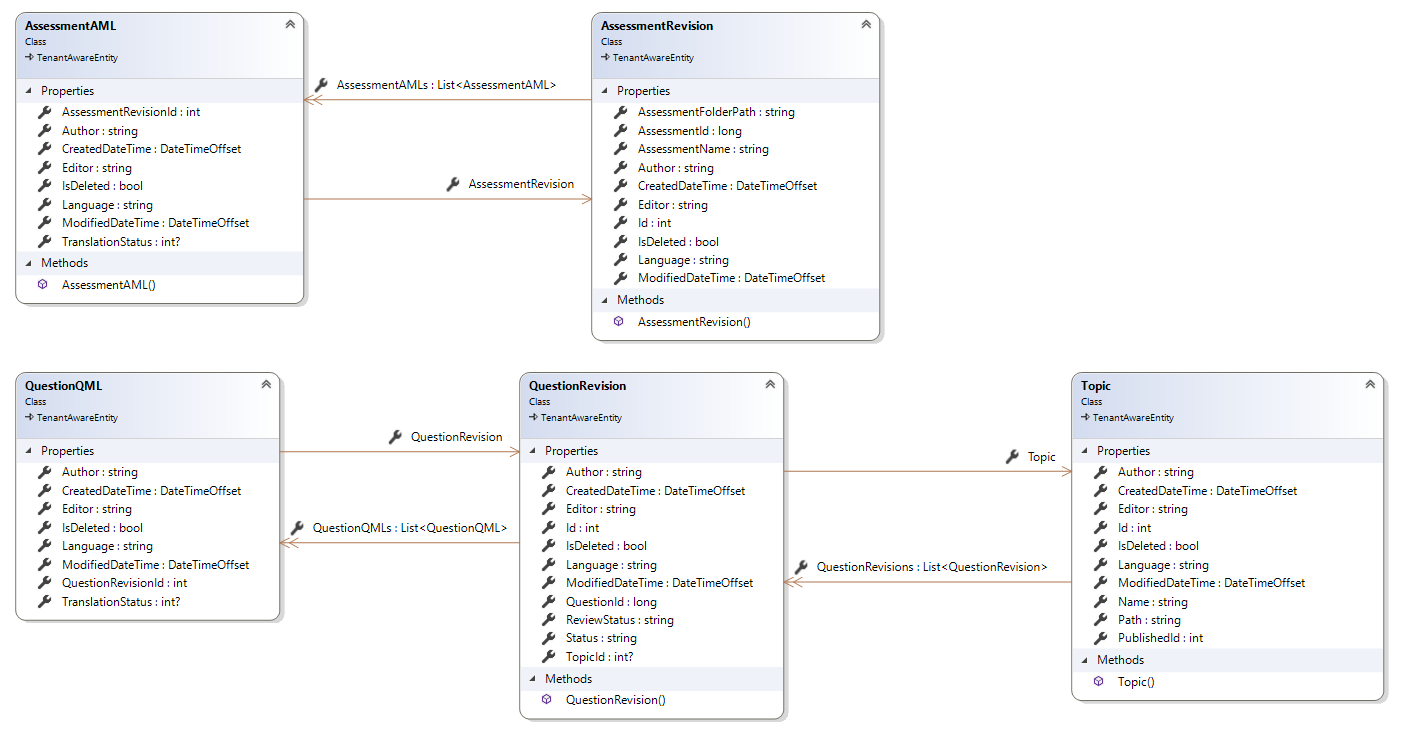 AssessmentAML
Class
TenantAwareEntity
Properties
AssessmentRevisionId : int
Author : string
CreatedDateTime : DateTimeOffset
Editor : string
IsDeleted : bool
Language : string
ModifiedDateTime : DateTimeOffset
TranslationStatus : int?
Methods
AssessmentAML()
AssessmentAMLs : List<AssessmentAML>
AssessmentRevision
AssessmentRevision
Class
TenantAwareEntity
Properties
AssessmentFolderPath : string
AssessmentId : long
AssessmentName : string
Author : string
CreatedDateTime : DateTimeOffset
Editor : string
Id : int
IsDeleted : bool
Language : string
ModifiedDateTime : DateTimeOffset
Methods
AssessmentRevision()
QuestionQML
Class
TenantAwareEntity
Properties
Author : string
CreatedDateTime : DateTimeOffset
Editor : string
IsDeleted : bool
Language : string
ModifiedDateTime : DateTimeOffset
QuestionRevisionId : int
TranslationStatus : int?
QuestionRevision
QuestionQMLs : List<QuestionQML>
QuestionRevision
Class
TenantAwareEntity
Properties
Author : string
CreatedDateTime : DateTimeOffset
Editor : string
Id : int
IsDeleted : bool
Language : string
ModifiedDateTime : DateTimeOffset
QuestionId : long
ReviewStatus : string
Status : string
TopicId : int?
Methods
QuestionRevision()
Topic
QuestionRevisions : List<QuestionRevision>
Topic
Class
TenantAwareEntity
Properties
Author : string
CreatedDateTime : DateTimeOffset
Editor : string
Id : int
IsDeleted : bool
Language : string
ModifiedDateTime : DateTimeOffset
Name : string
Path : string
PublishedId : int
Methods
Topic()